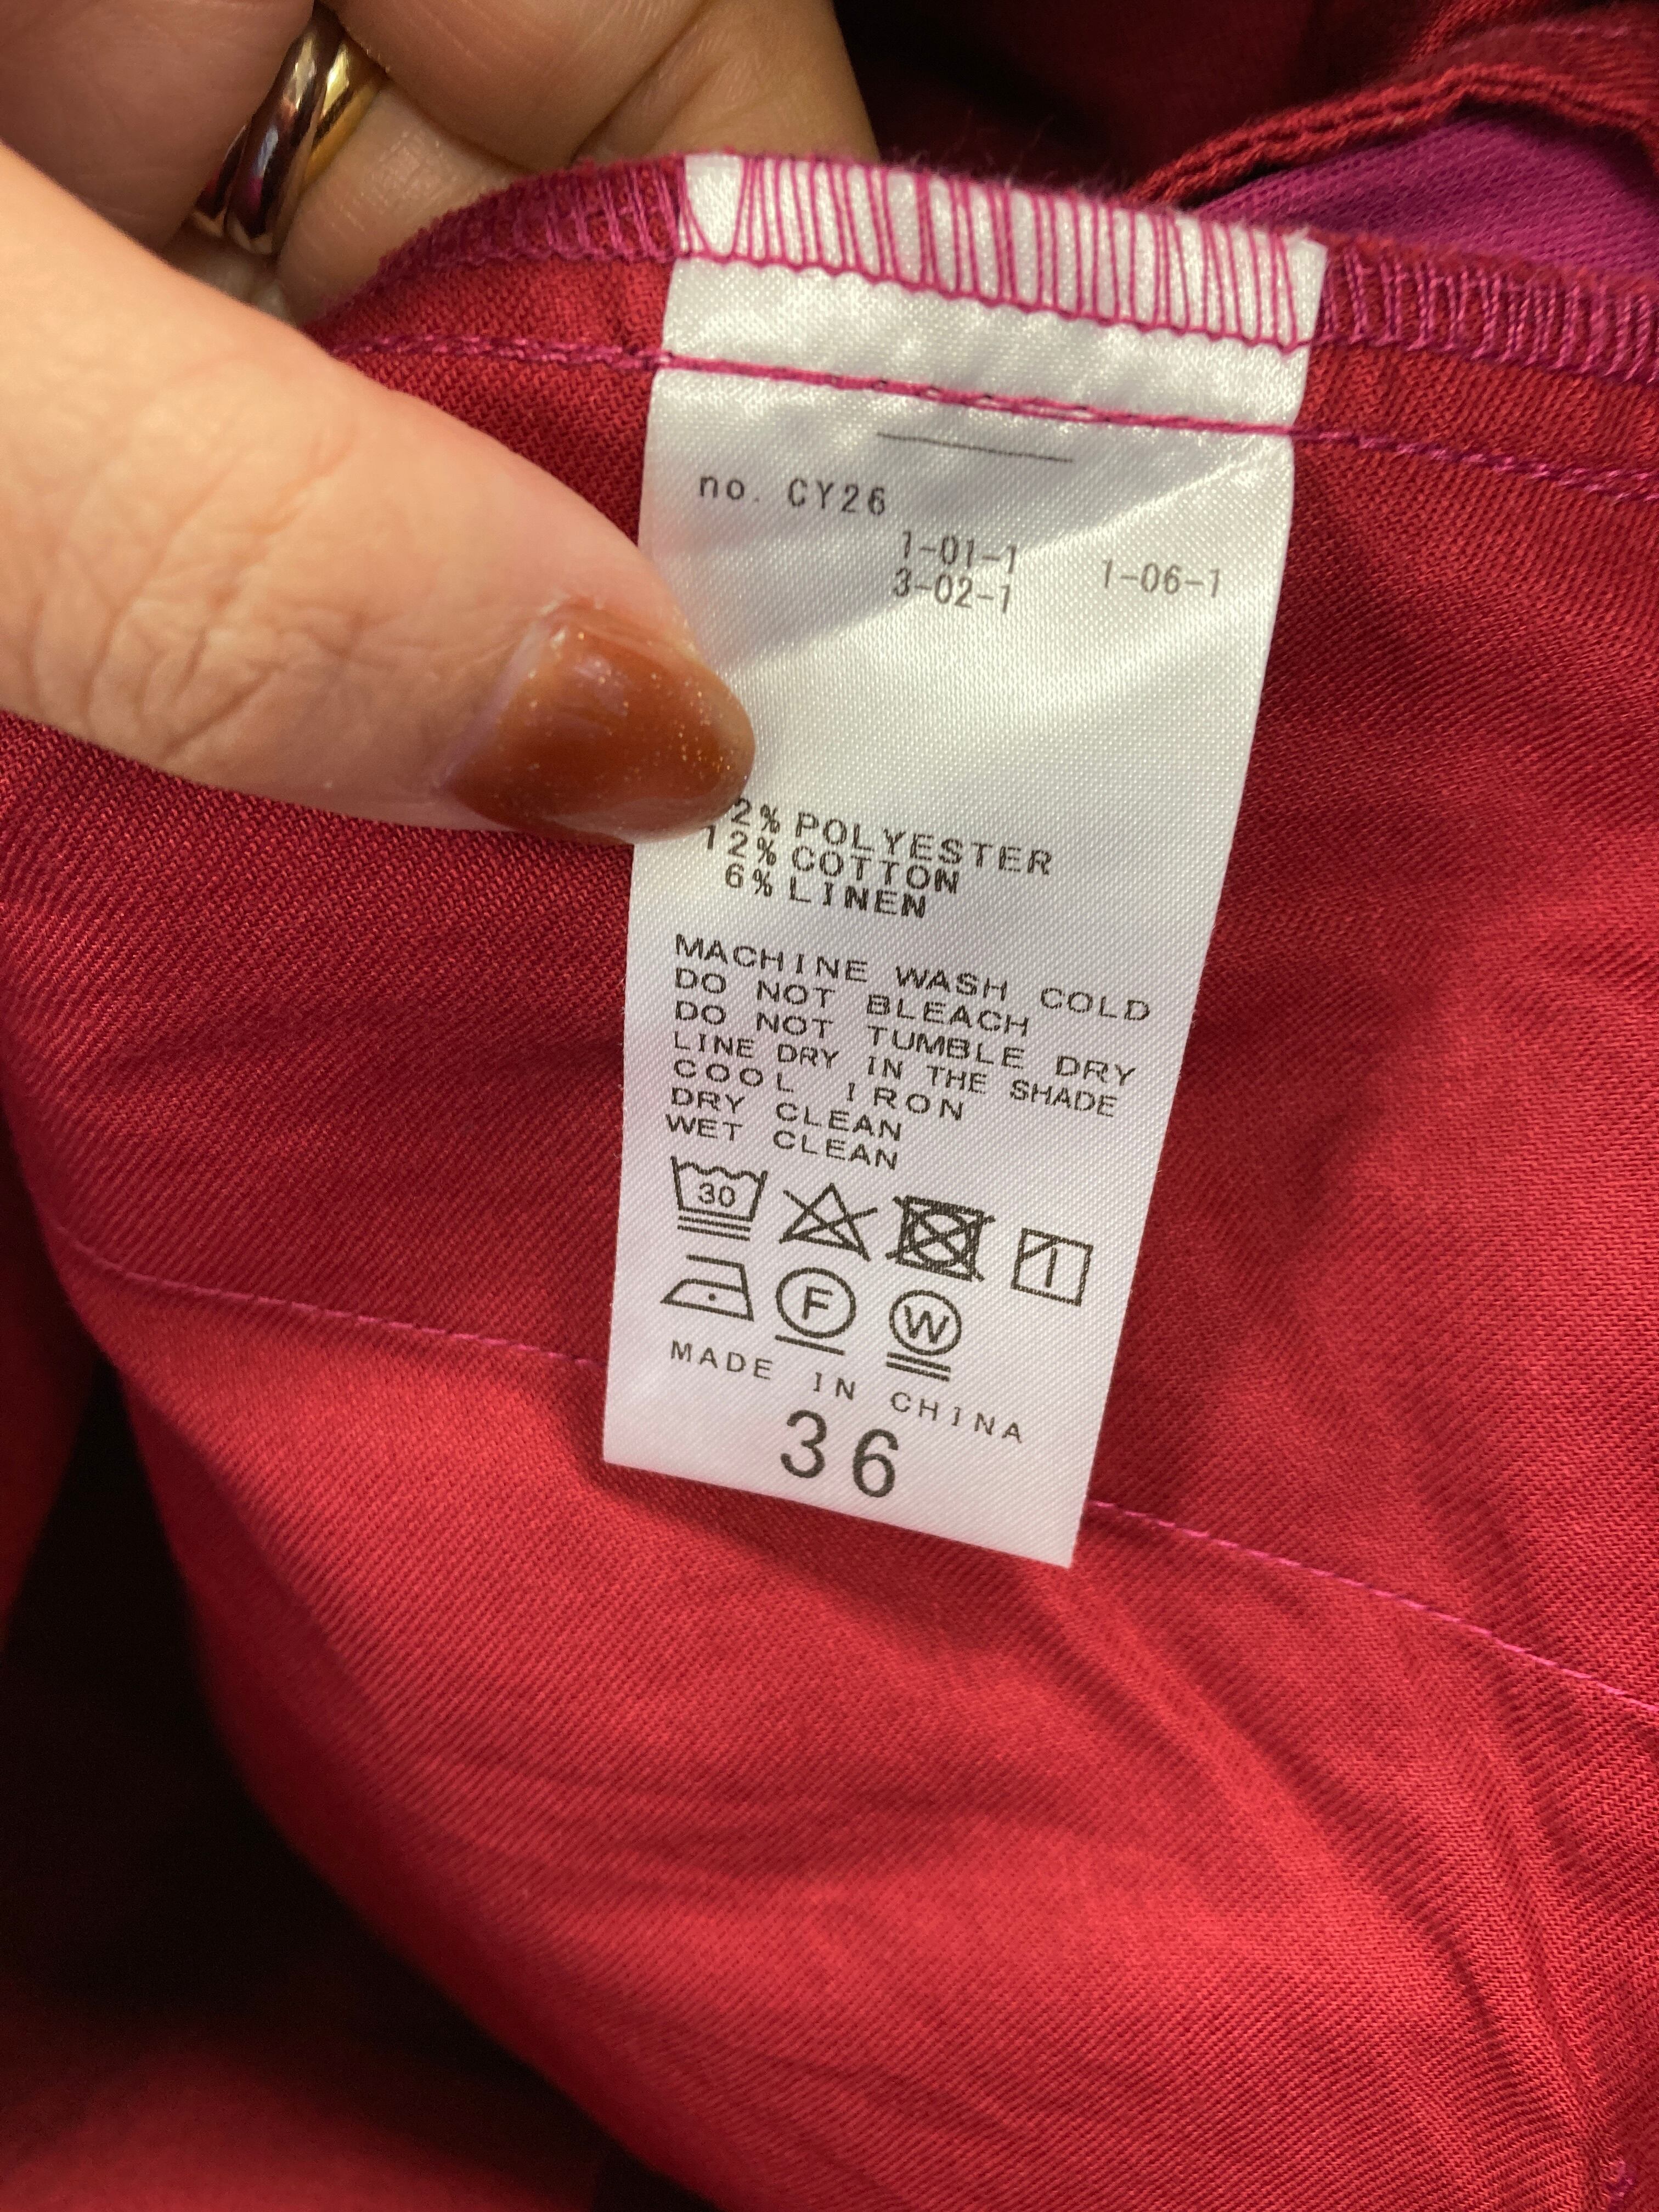 no. CY26
1-01-1 1-06-1
3-02-1
2% POLYESTER
12% COTTON
6% LINEN
MACHINE WASH COLD
DO NOT BLEACH
DO NOT TUMBLE DRY
LINE DRY IN THE SHADE
COOL IRON
DRY CLEAN
WET CLEAN
30
F W
MADE IN CHINA
36